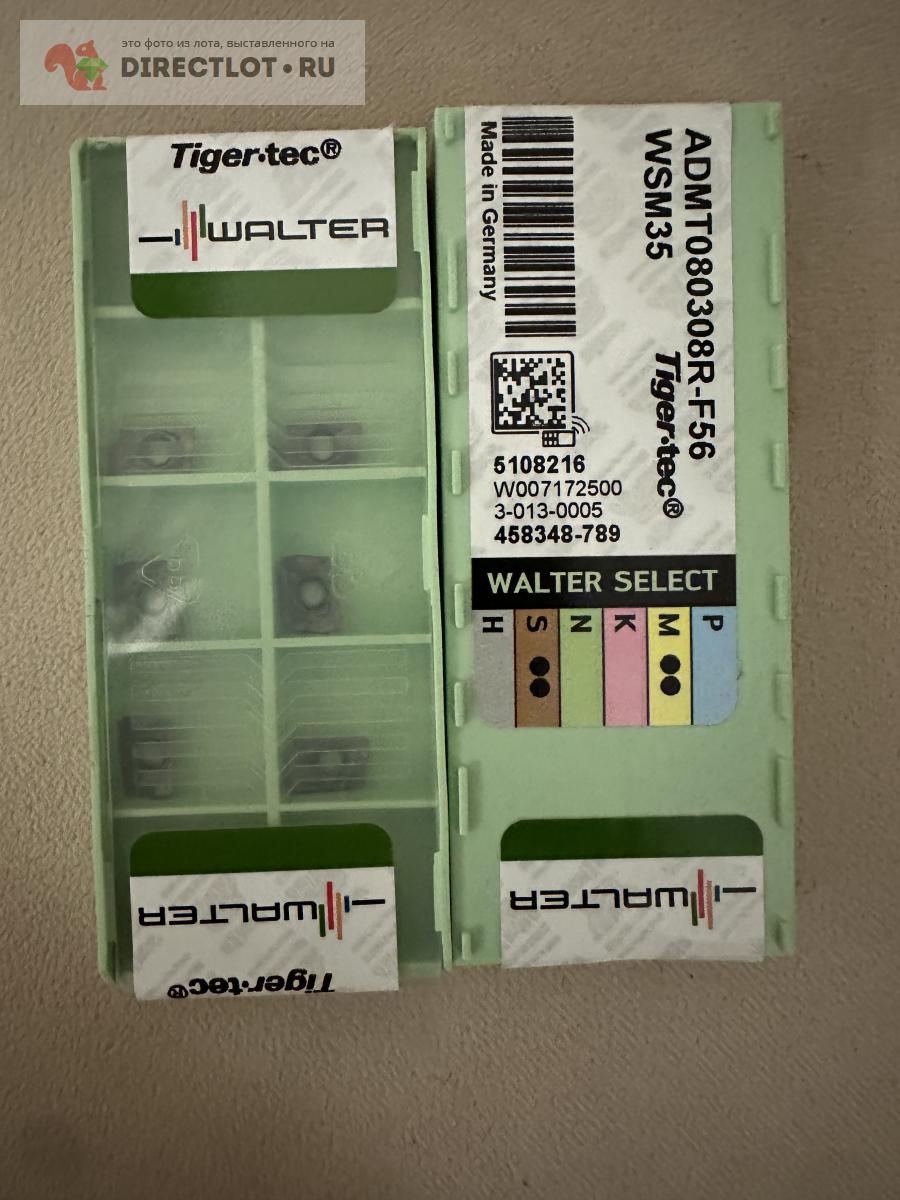 это фото из лота, выставленного на
DIRECTLOT.RU
Tiger·tec®
WALTER
WALTER
Tiger·tec®
ADMT080308R-F56
WSM35
Tiger·tec®
Made in Germany
5108216
W007172500
3-013-0005
458348-789
WALTER SELECT
H S N K M P
WALTER